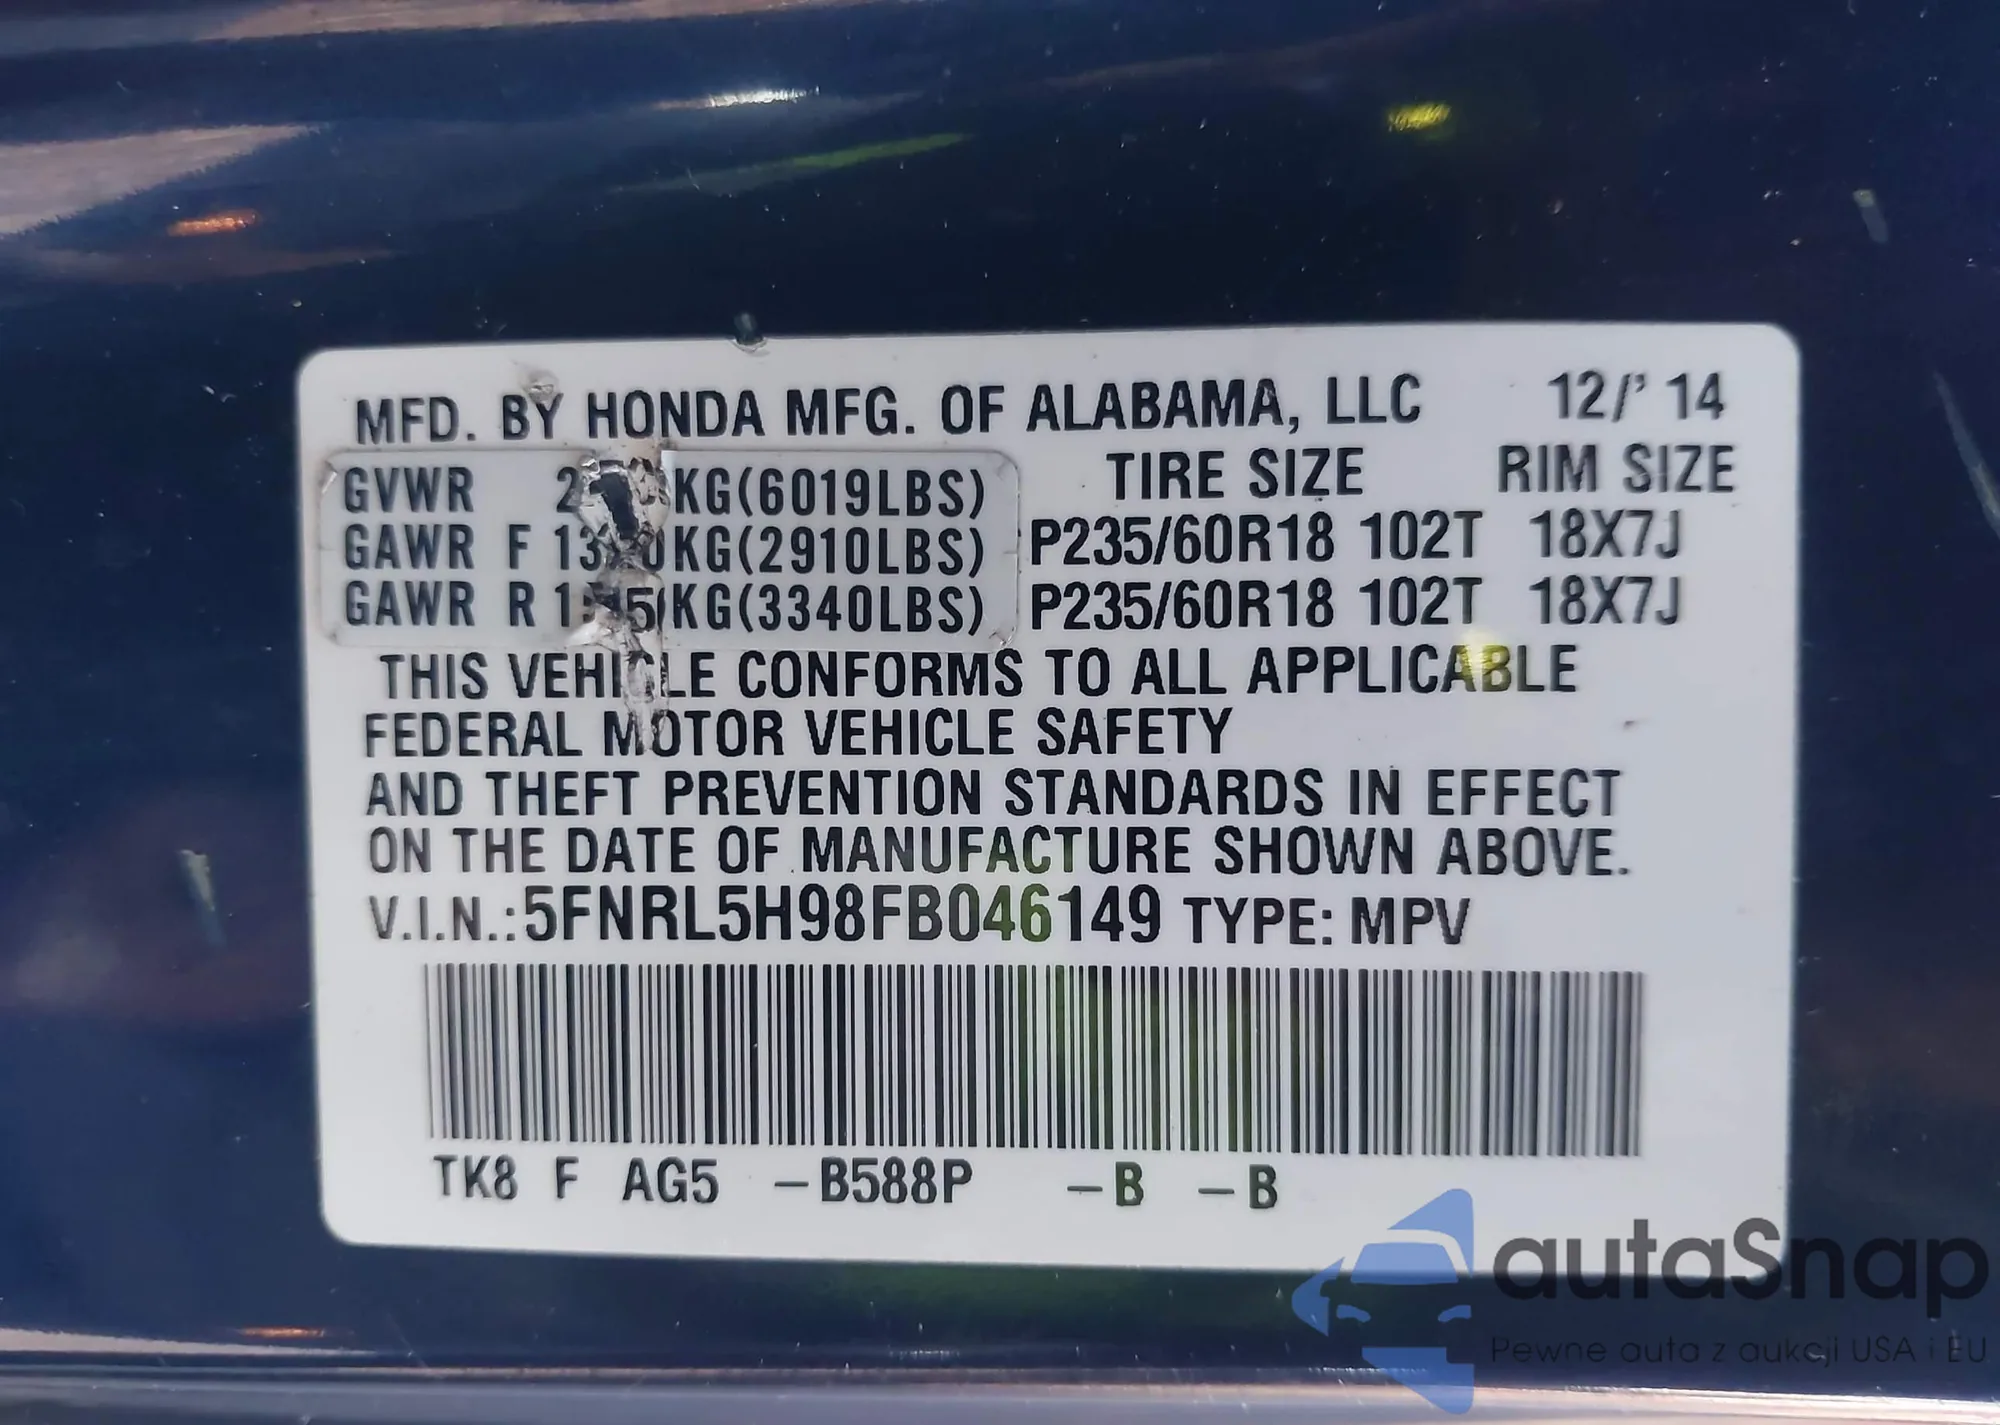 MFD. BY HONDA MFG. OF ALABAMA, LLC 12/' 14
GVWR KG(6019LBS) TIRE SIZE RIM SIZE
GAWR F KG(2910LBS) P235/60R18 102T 18X7J
GAWR R KG(3340LBS) P235/60R18 102T 18X7J
THIS VEHICLE CONFORMS TO ALL APPLICABLE
FEDERAL MOTOR VEHICLE SAFETY
AND THEFT PREVENTION STANDARDS IN EFFECT
ON THE DATE OF MANUFACTURE SHOWN ABOVE.
V.I.N.: 5FNRL5H98FB046149 TYPE: MPV
TK8 F AG5 –B588P –B –B
autaSnap
Pewne auta z aukcji USA i EU